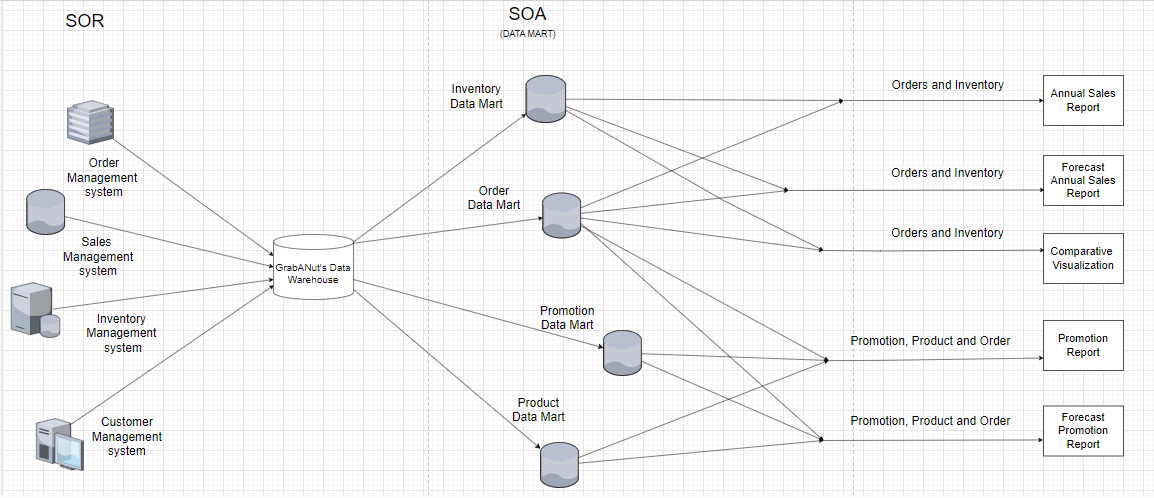 SOR
SOA
(DATA MART)
Order
Management
system
Sales
Management
system
Inventory
Management
system
Customer
Management
system
GrabANut's Data
Warehouse
Inventory
Data Mart
Order
Data Mart
Promotion
Data Mart
Product
Data Mart
Orders and Inventory
Annual Sales
Report
Orders and Inventory
Forecast
Annual Sales
Report
Orders and Inventory
Comparative
Visualization
Promotion, Product and Order
Promotion
Report
Promotion, Product and Order
Forecast
Promotion
Report